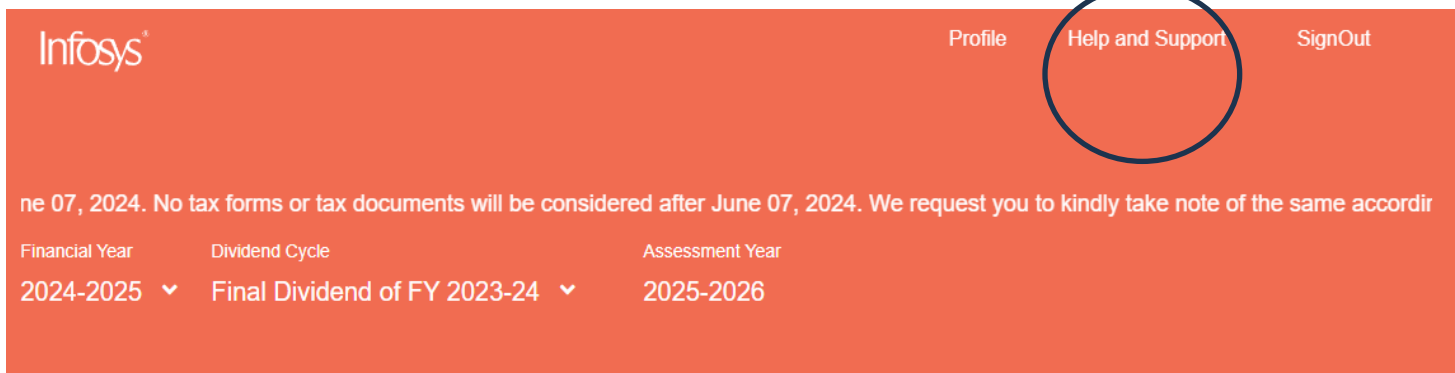 Infosys®
Profile Help and Support SignOut
ne 07, 2024. No tax forms or tax documents will be considered after June 07, 2024. We request you to kindly take note of the same accordin
Financial Year Dividend Cycle Assessment Year
2024-2025 Final Dividend of FY 2023-24 2025-2026